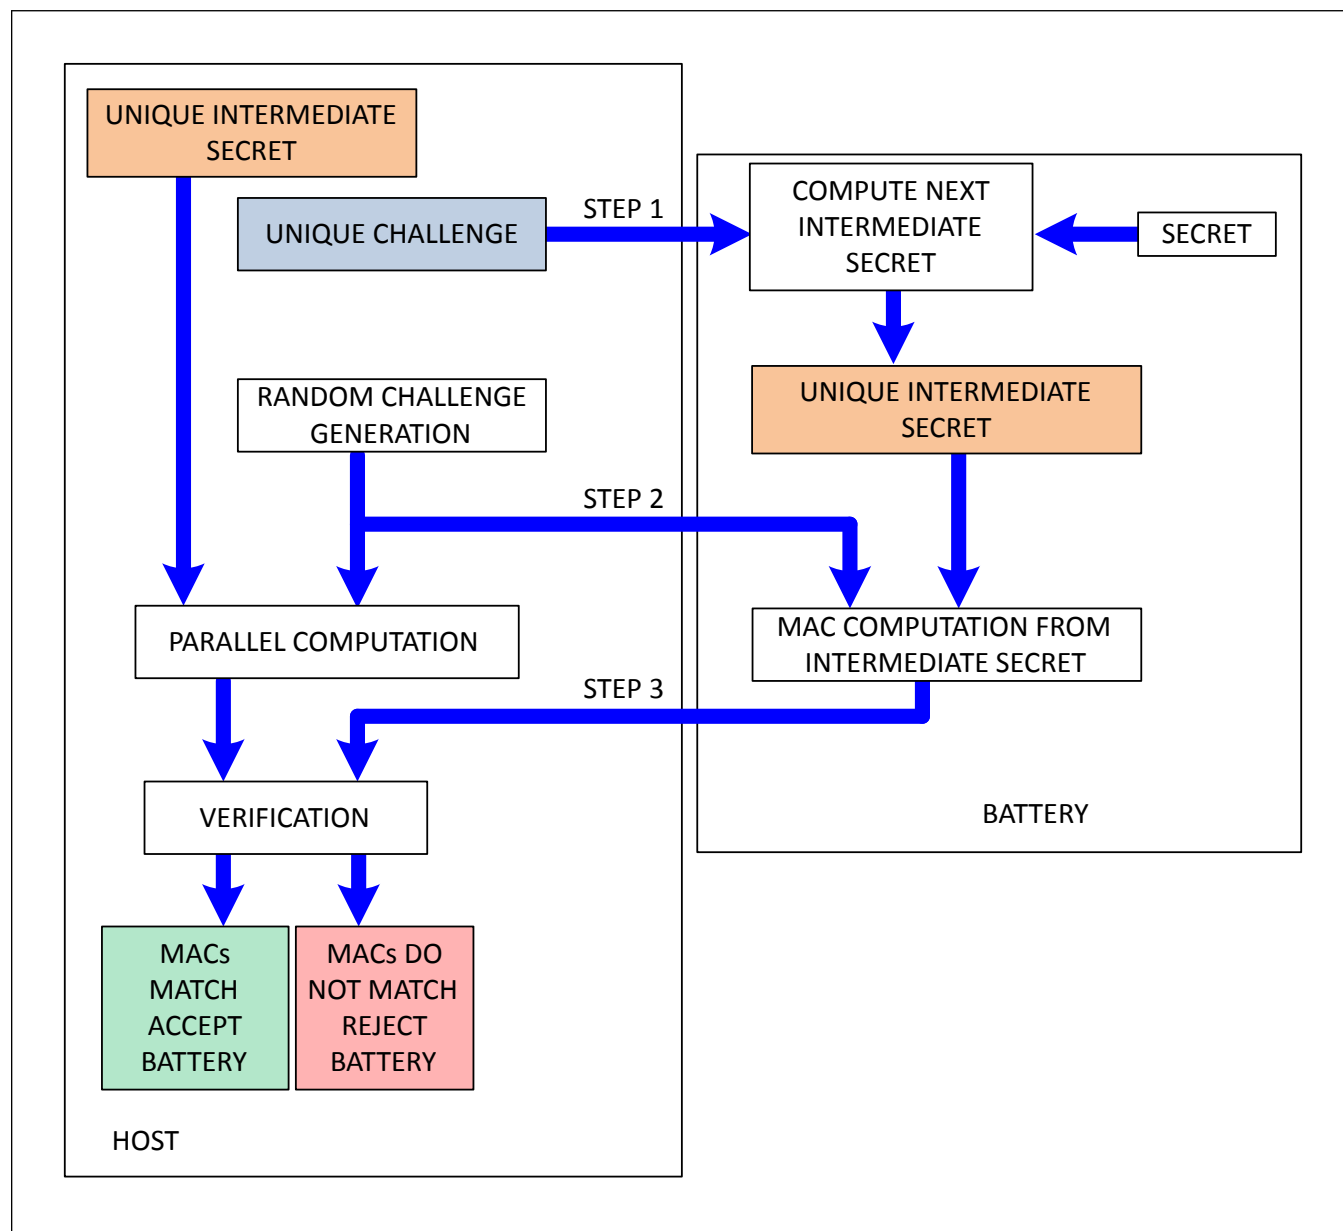 UNIQUE INTERMEDIATE
SECRET
UNIQUE CHALLENGE
STEP 1
COMPUTE NEXT
INTERMEDIATE
SECRET
SECRET
RANDOM CHALLENGE
GENERATION
UNIQUE INTERMEDIATE
SECRET
STEP 2
PARALLEL COMPUTATION
MAC COMPUTATION FROM
INTERMEDIATE SECRET
STEP 3
VERIFICATION
BATTERY
MACs
MATCH
ACCEPT
BATTERY
MACs DO
NOT MATCH
REJECT
BATTERY
HOST